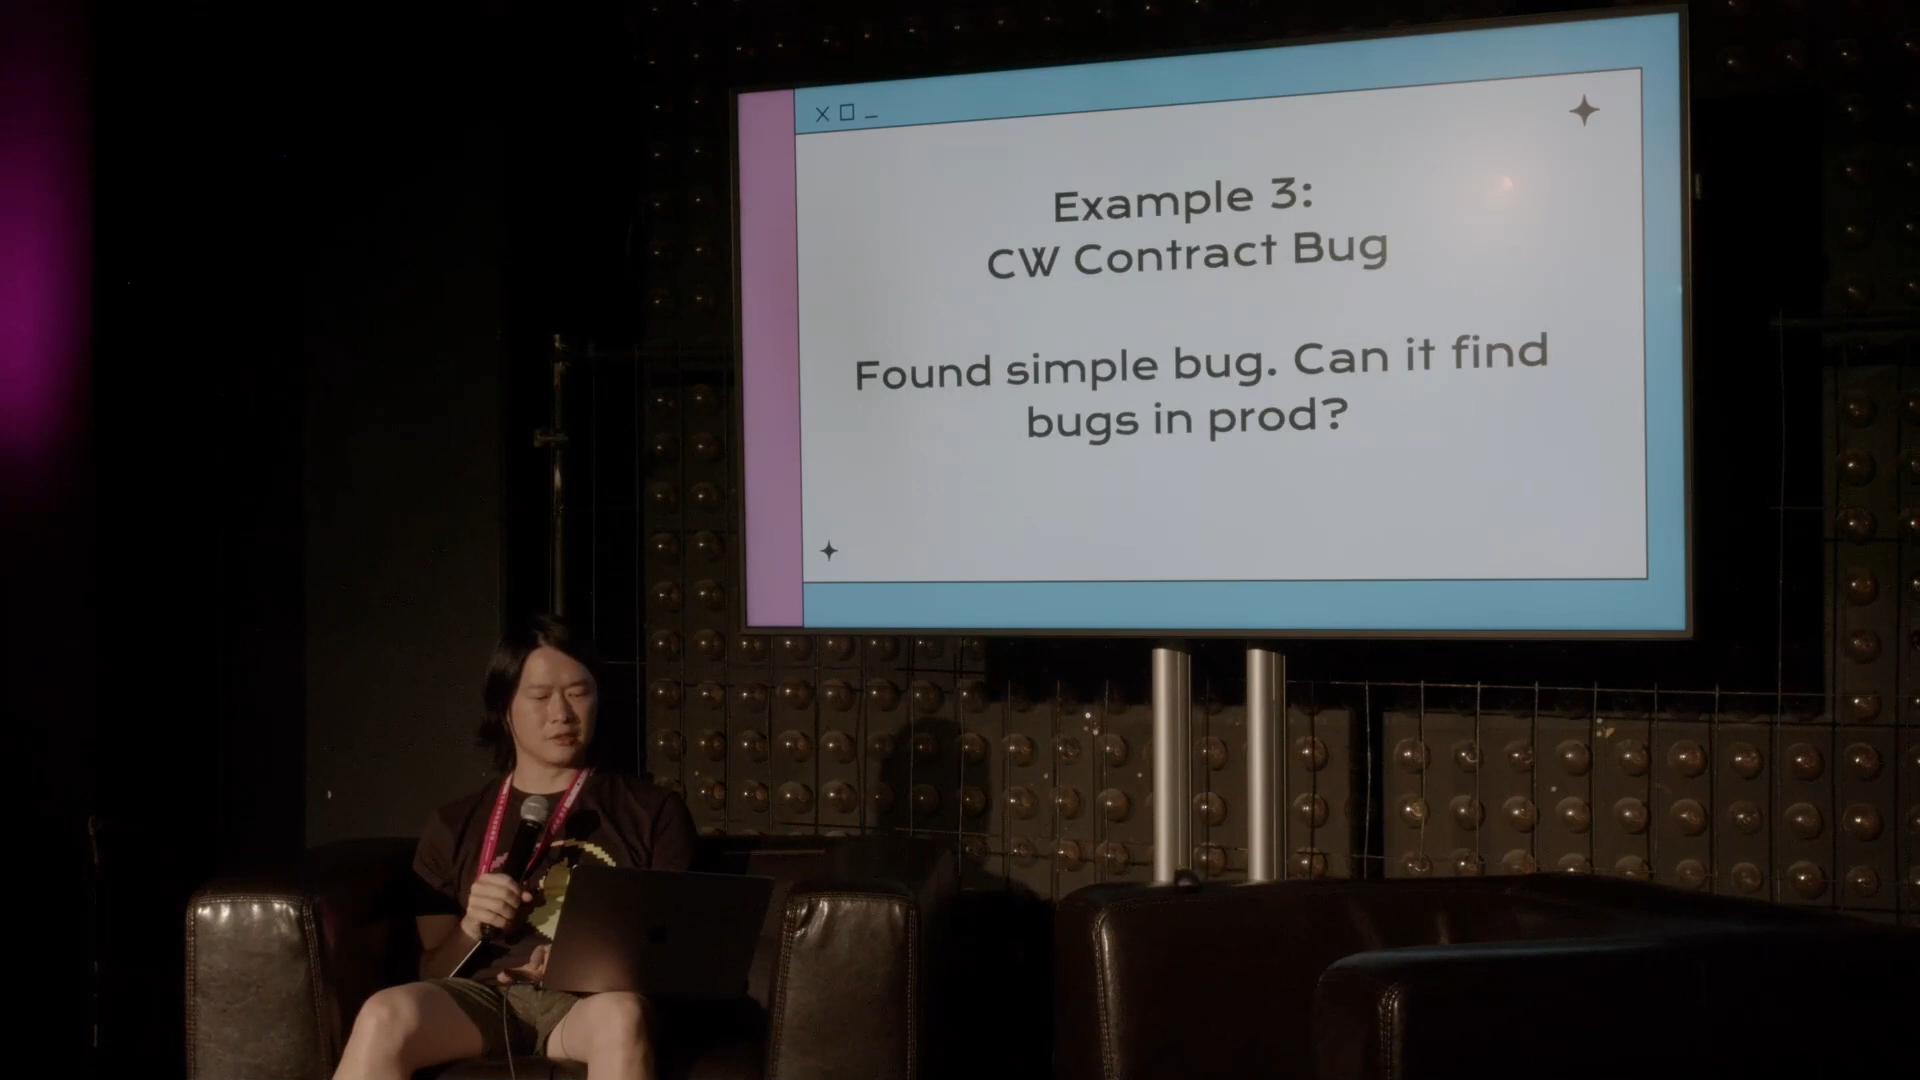 Example 3:
CW Contract Bug
Found simple bug. Can it find
bugs in prod?